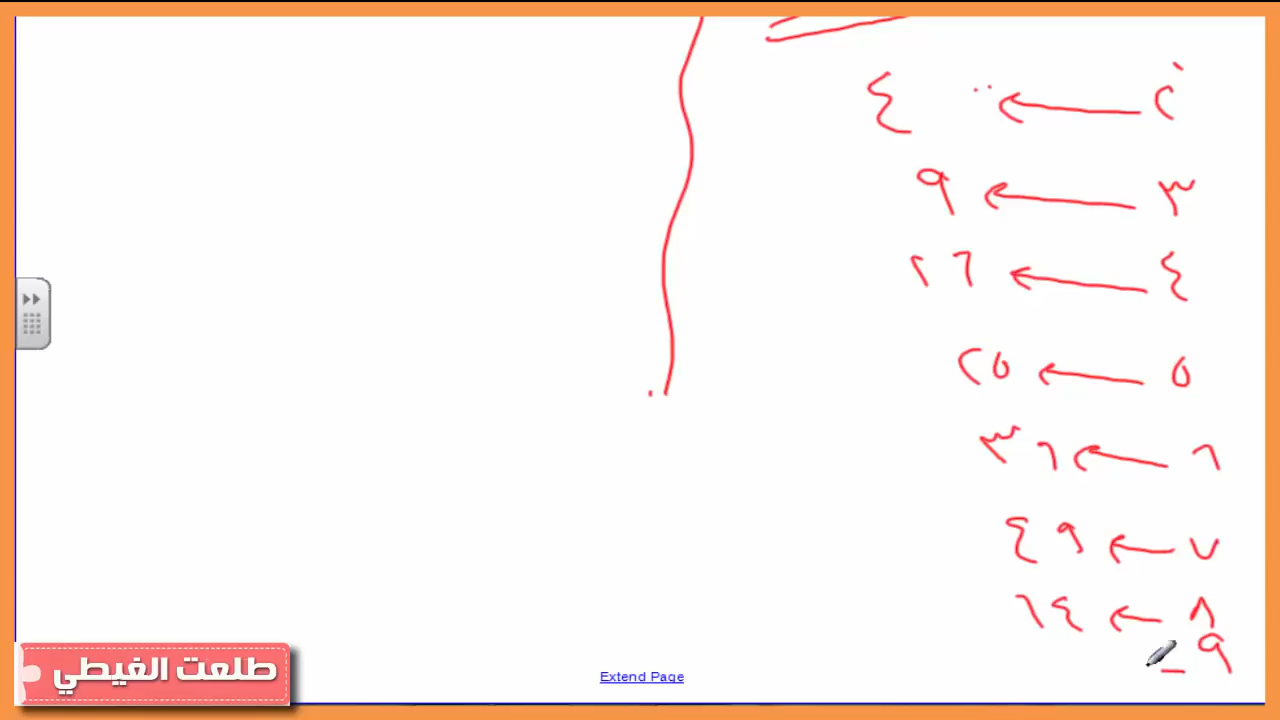 ٢ ← ٤
٣ ← ٩
٤ ← ١٦
٥ ← ٢٥
٦ ← ٣٦
٧ ← ٤٩
٨ ← ٦٤
٩
طلعت الغيطي
Extend Page